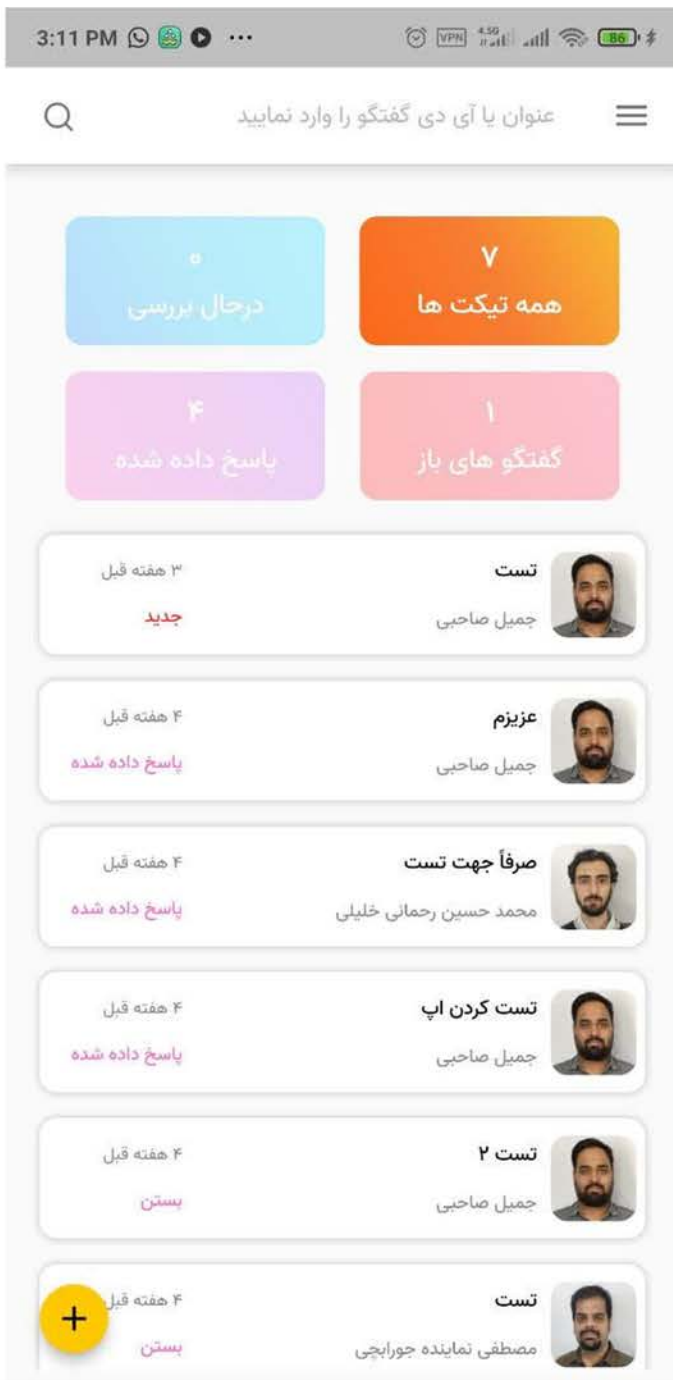 3:11 PM
VPN 4.5G 86
عنوان یا آی دی گفتگو را وارد نمایید
۷
همه تیکت ها
۰
درحال بررسی
۱
گفتگو های باز
۴
پاسخ داده شده
تست
۳ هفته قبل
جمیل صاحبی
جدید
عزیزم
۴ هفته قبل
جمیل صاحبی
پاسخ داده شده
صرفاً جهت تست
۴ هفته قبل
محمد حسین رحمانی خلیلی
پاسخ داده شده
تست کردن اپ
۴ هفته قبل
جمیل صاحبی
پاسخ داده شده
تست ۲
۴ هفته قبل
جمیل صاحبی
بستن
تست
۴ هفته قبل
مصطفی نماینده جورابچی
بستن